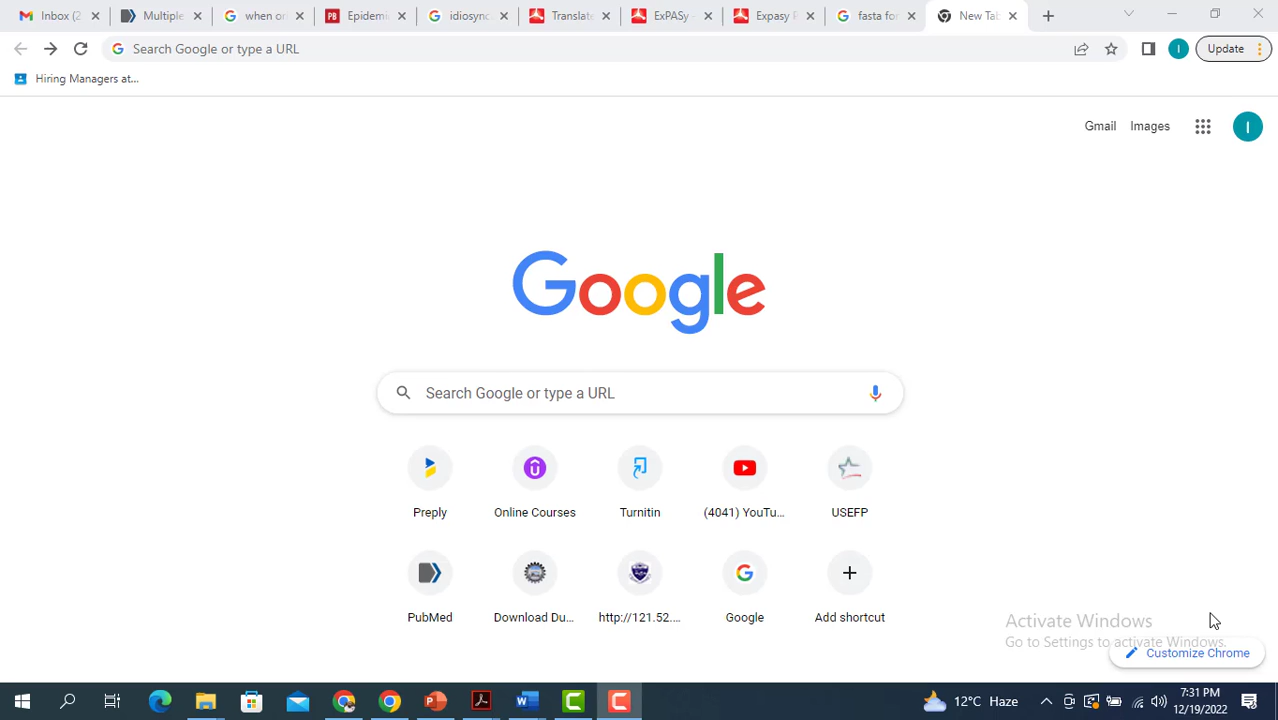 Inbox (2
Multiple
when ori
Epidemi
idiosync
Translate
ExPASy -
Expasy P
fasta for
New Tab
Search Google or type a URL
Update
Hiring Managers at...
Gmail
Images
I
Google
Search Google or type a URL
Preply
Online Courses
Turnitin
(4041) YouTu...
USEFP
PubMed
Download Du...
http://121.52....
Google
Add shortcut
Activate Windows
Go to Settings to activate Windows.
Customize Chrome
12°C Haze
7:31 PM
12/19/2022